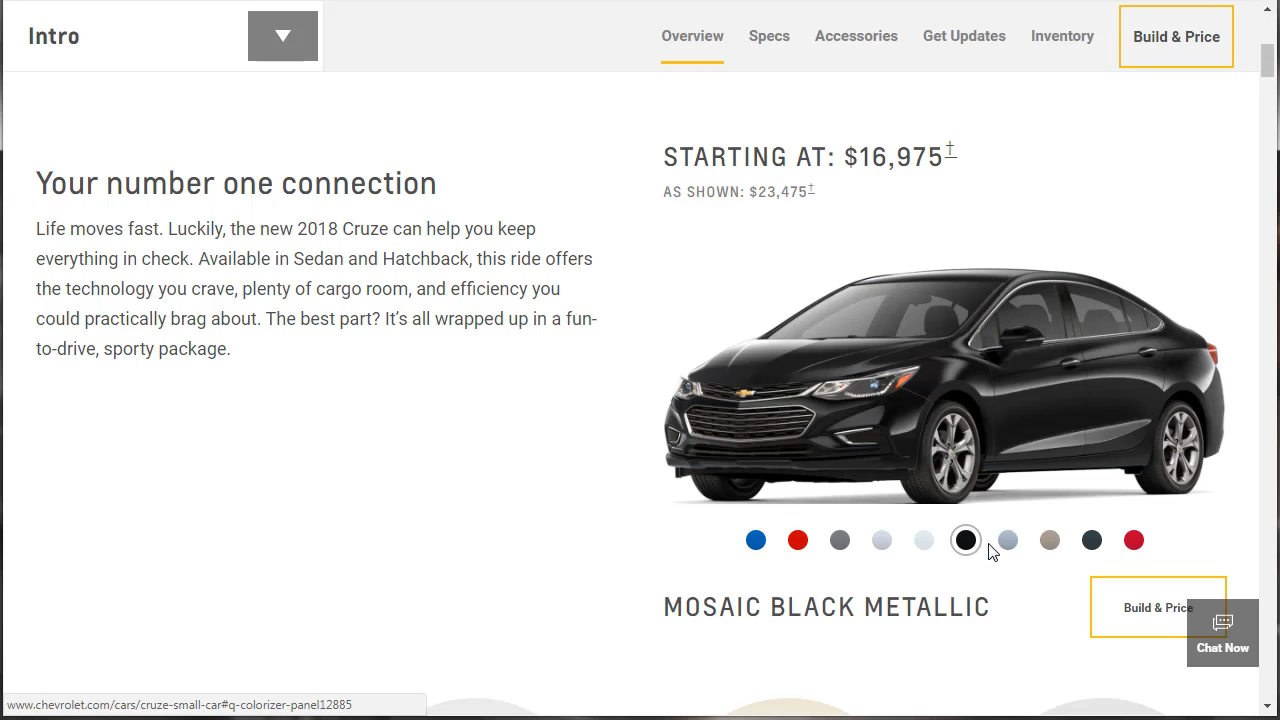 Intro
Overview
Specs
Accessories
Get Updates
Inventory
Build & Price
Your number one connection
Life moves fast. Luckily, the new 2018 Cruze can help you keep
everything in check. Available in Sedan and Hatchback, this ride offers
the technology you crave, plenty of cargo room, and efficiency you
could practically brag about. The best part? It’s all wrapped up in a fun-
to-drive, sporty package.
STARTING AT: $16,975†
AS SHOWN: $23,475†
MOSAIC BLACK METALLIC
Build & Price
Chat Now
www.chevrolet.com/cars/cruze-small-car#q-colorizer-panel12885